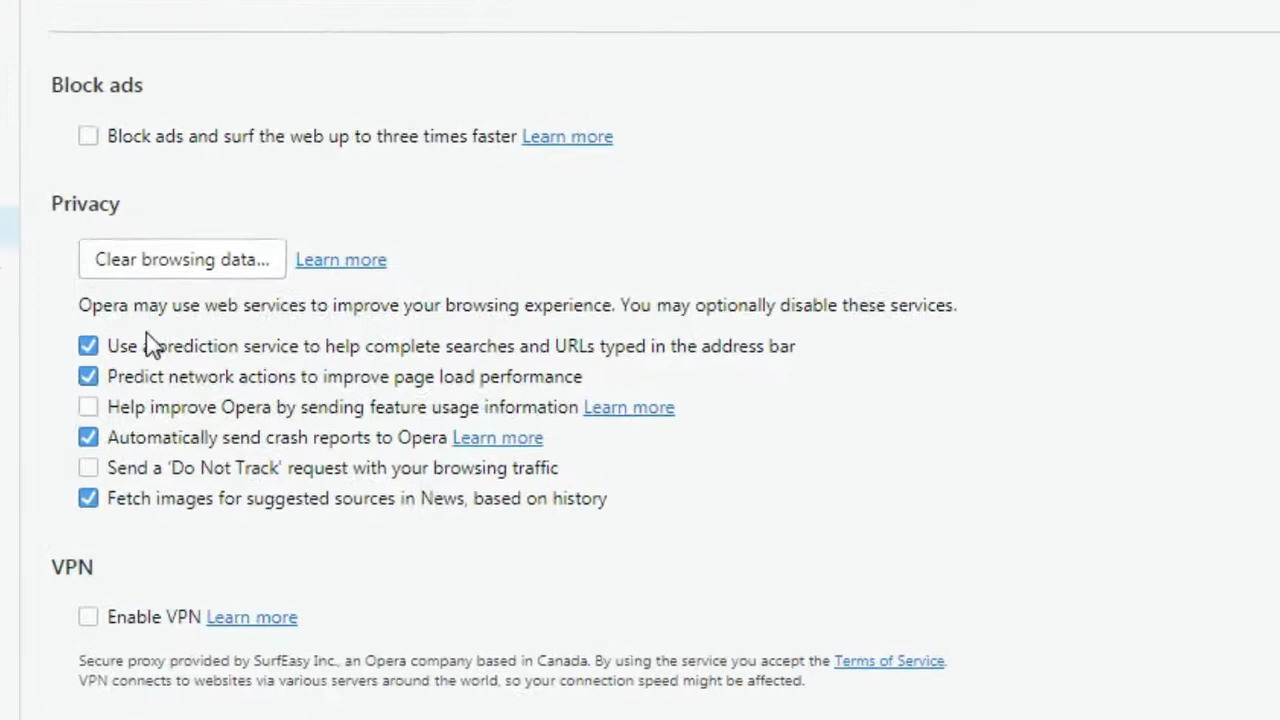 Block ads
Block ads and surf the web up to three times faster Learn more
Privacy
Clear browsing data... Learn more
Opera may use web services to improve your browsing experience. You may optionally disable these services.
Use prediction service to help complete searches and URLs typed in the address bar
Predict network actions to improve page load performance
Help improve Opera by sending feature usage information Learn more
Automatically send crash reports to Opera Learn more
Send a 'Do Not Track' request with your browsing traffic
Fetch images for suggested sources in News, based on history
VPN
Enable VPN Learn more
Secure proxy provided by SurfEasy Inc., an Opera company based in Canada. By using the service you accept the Terms of Service.
VPN connects to websites via various servers around the world, so your connection speed might be affected.